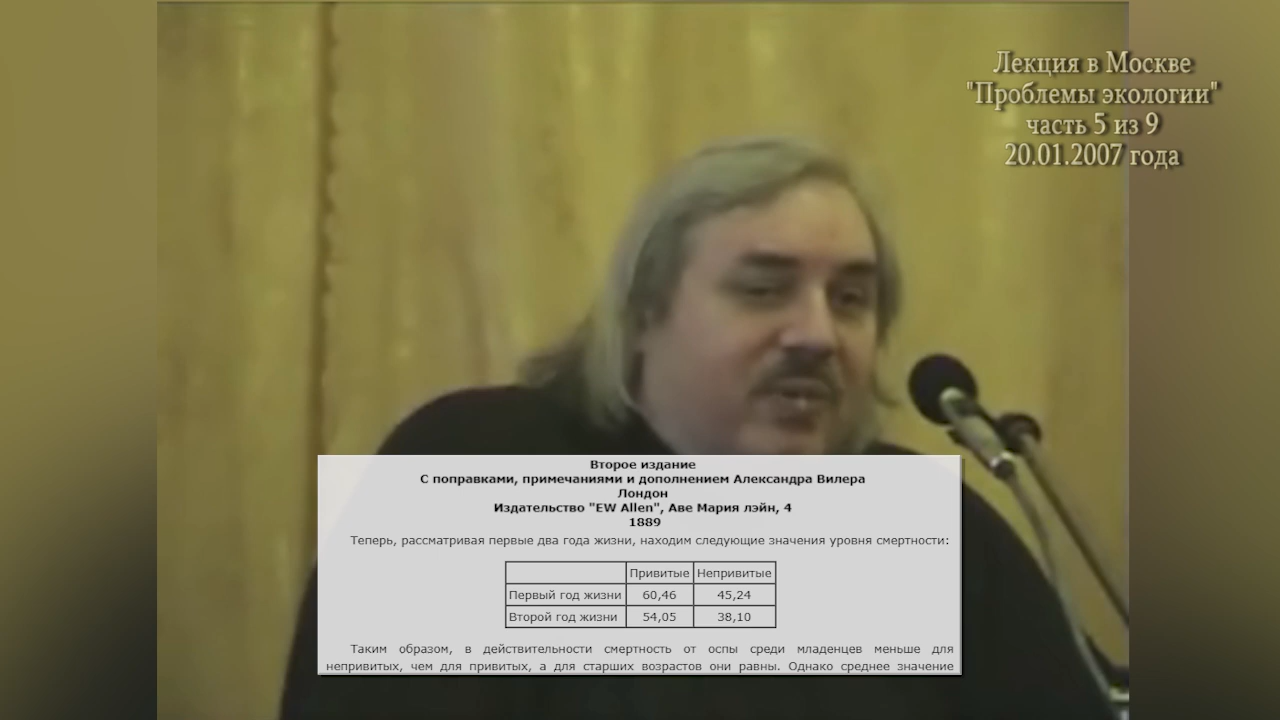 Лекция в Москве
"Проблемы экологии"
часть 5 из 9
20.01.2007 года
Второе издание
С поправками, примечаниями и дополнением Александра Вилера
Лондон
Издательство "EW Allen", Аве Мария лэйн, 4
1889
Теперь, рассматривая первые два года жизни, находим следующие значения уровня смертности:
Привитые Непривитые
Первый год жизни 60,46 45,24
Второй год жизни 54,05 38,10
Таким образом, в действительности смертность от оспы среди младенцев меньше для
непривитых, чем для привитых, а для старших возрастов они равны. Однако среднее значение